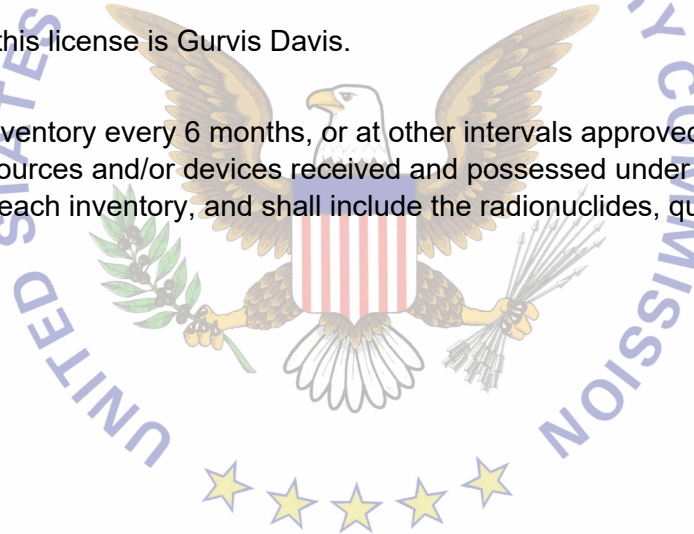 this license is Gurvis Davis.
ventory every 6 months, or at other intervals approved
ources and/or devices received and possessed under
each inventory, and shall include the radionuclides, qu
UNITED STATES
Y COMMISSION